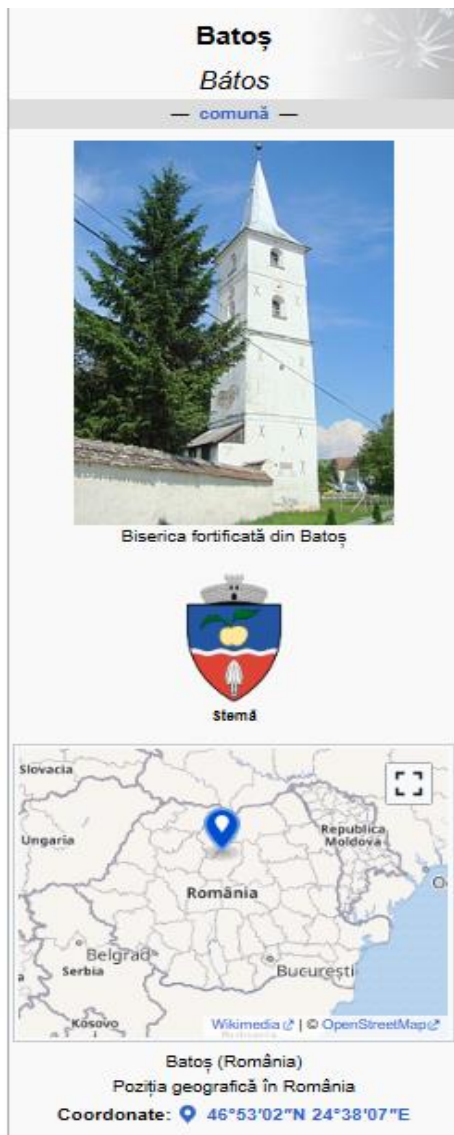 Batoș
Bátos
— comună —
Biserica fortificată din Batoș
Stemă
Slovacia
Ungaria
Republica
Moldova
România
Belgrad
Serbia
București
Kosovo
Wikimedia | © OpenStreetMap
Batoș (România)
Poziția geografică în România
Coordonate: 46°53′02″N 24°38′07″E